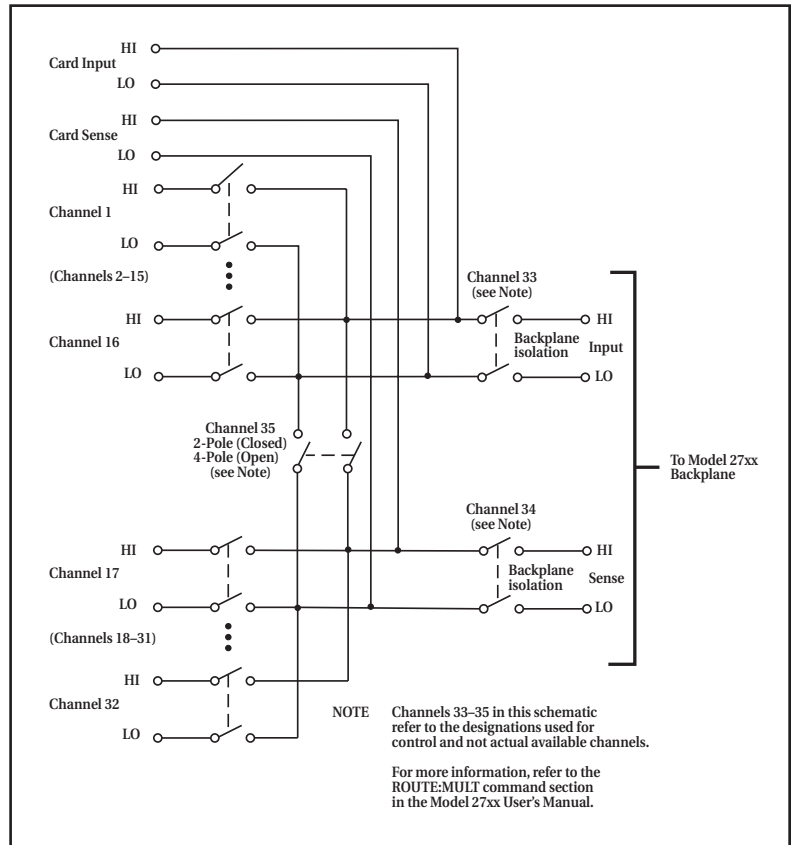 HI
Card Input
LO
HI
Card Sense
LO
HI
Channel 1
LO
(Channels 2–15)
Channel 33
(see Note)
HI
HI
Backplane
isolation
Input
Channel 16
LO
LO
Channel 35
2-Pole (Closed)
4-Pole (Open)
(see Note)
To Model 27xx
Backplane
Channel 34
(see Note)
HI
HI
Channel 17
Backplane
isolation
Sense
LO
LO
(Channels 18–31)
HI
Channel 32
LO
NOTE Channels 33–35 in this schematic
refer to the designations used for
control and not actual available channels.
For more information, refer to the
ROUTE:MULT command section
in the Model 27xx User's Manual.